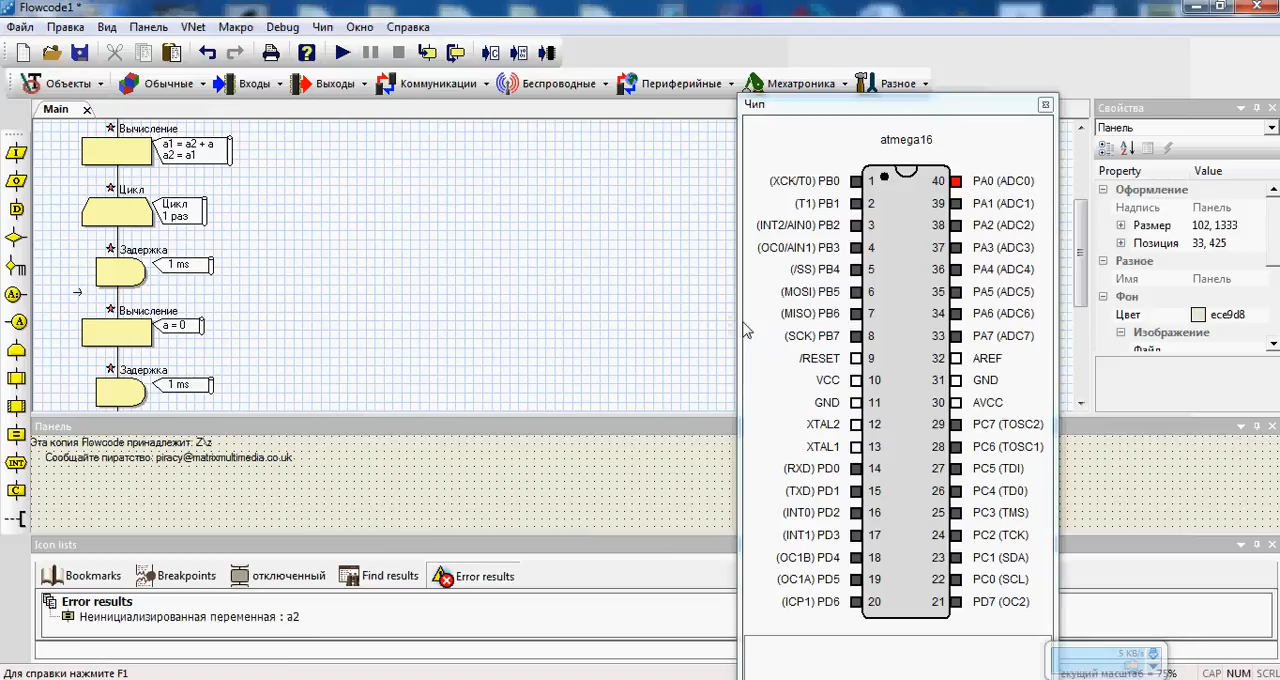 Flowcode1 *
Файл Правка Вид Панель VNet Макро Debug Чип Окно Справка
Объекты Обычные Входы Выходы Коммуникации Беспроводные Периферийные Мехатроника Разное
Main
Вычисление
a1 = a2 + a
a2 = a1
Цикл
Цикл
1 раз
Задержка
1 ms
Вычисление
a = 0
Задержка
1 ms
Чип
atmega16
(XCK/T0) PB0 1 40 PA0 (ADC0)
(T1) PB1 2 39 PA1 (ADC1)
(INT2/AIN0) PB2 3 38 PA2 (ADC2)
(OC0/AIN1) PB3 4 37 PA3 (ADC3)
(/SS) PB4 5 36 PA4 (ADC4)
(MOSI) PB5 6 35 PA5 (ADC5)
(MISO) PB6 7 34 PA6 (ADC6)
(SCK) PB7 8 33 PA7 (ADC7)
/RESET 9 32 AREF
VCC 10 31 GND
GND 11 30 AVCC
XTAL2 12 29 PC7 (TOSC2)
XTAL1 13 28 PC6 (TOSC1)
(RXD) PD0 14 27 PC5 (TDI)
(TXD) PD1 15 26 PC4 (TD0)
(INT0) PD2 16 25 PC3 (TMS)
(INT1) PD3 17 24 PC2 (TCK)
(OC1B) PD4 18 23 PC1 (SDA)
(OC1A) PD5 19 22 PC0 (SCL)
(ICP1) PD6 20 21 PD7 (OC2)
Свойства
Панель
Property Value
Оформление
Надпись Панель
Размер 102, 1333
Позиция 33, 425
Разное
Имя Панель
Фон
Цвет ece9d8
Изображение
Файл
Панель
Эта копия Flowcode принадлежит: Z\z
Сообщайте пиратство: piracy@matrixmultimedia.co.uk
Icon lists
Bookmarks Breakpoints отключенный Find results Error results
Error results
Неинициализированная переменная : a2
5 KB/s
Для справки нажмите F1
Текущий масштаб = 75% CAP NUM SCRL